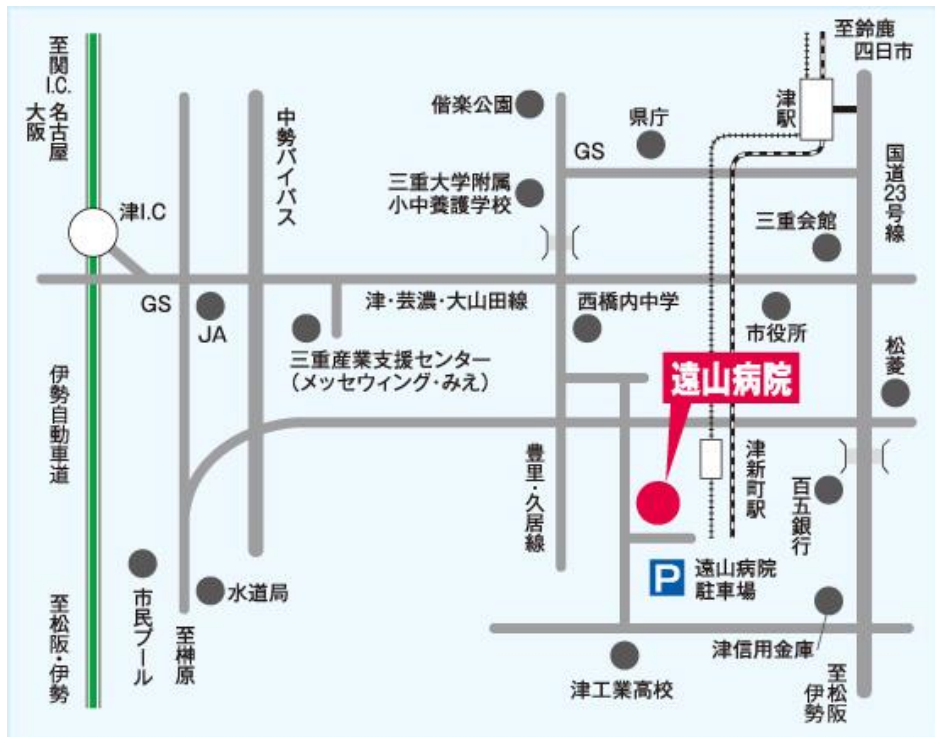 至関I.C.
名古屋
大阪
津I.C
伊勢自動車道
至松阪・伊勢
中勢バイパス
GS
JA
三重産業支援センター
(メッセウィング・みえ)
津・芸濃・大山田線
偕楽公園
三重大学附属
小中養護学校
GS
県庁
津駅
至鈴鹿
四日市
国道23号線
三重会館
西橋内中学
市役所
松菱
遠山病院
豊里・久居線
津新町駅
百五銀行
P
遠山病院
駐車場
津信用金庫
至松阪
伊勢
津工業高校
市民プール
水道局
至榊原